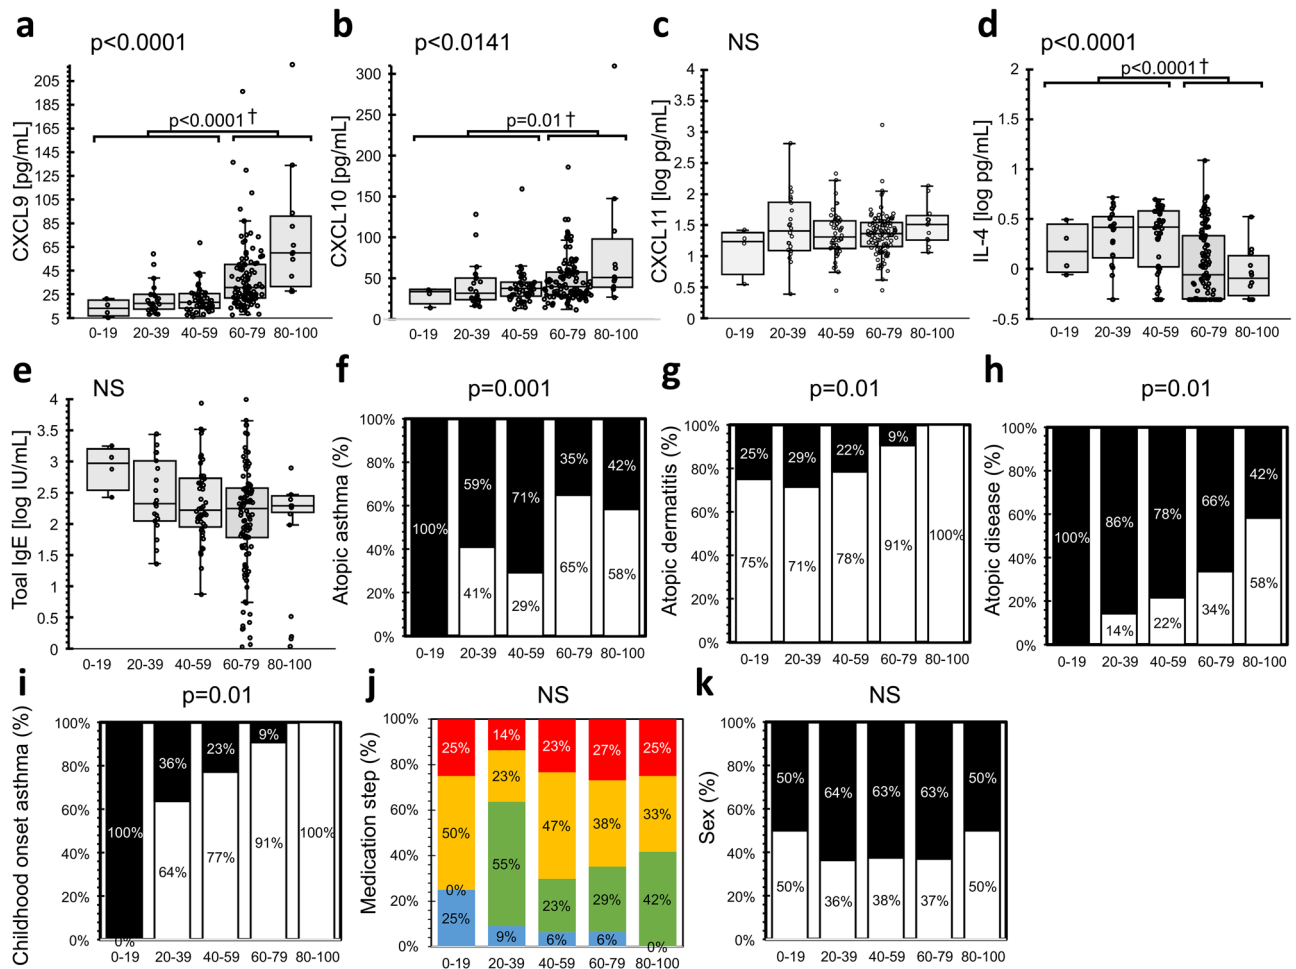 a
p<0.0001
CXCL9 [pg/mL]
205
185
165
145
125
105
85
65
45
25
5
p<0.0001†
0-19 20-39 40-59 60-79 80-100
b
p<0.0141
CXCL10 [pg/mL]
300
250
200
150
100
50
0
p=0.01†
0-19 20-39 40-59 60-79 80-100
c
NS
CXCL11 [log pg/mL]
4
3.5
3
2.5
2
1.5
1
0.5
0
0-19 20-39 40-59 60-79 80-100
d
p<0.0001
IL-4 [log pg/mL]
2
1.5
1
0.5
0
-0.5
p<0.0001†
0-19 20-39 40-59 60-79 80-100
e
NS
Toal IgE [log IU/mL]
4
3.5
3
2.5
2
1.5
1
0.5
0
0-19 20-39 40-59 60-79 80-100
f
p=0.001
Atopic asthma (%)
100%
80%
60%
40%
20%
0%
100% 59% 71% 35% 42%
41% 29% 65% 58%
0-19 20-39 40-59 60-79 80-100
g
p=0.01
Atopic dermatitis (%)
100%
80%
60%
40%
20%
0%
25% 29% 22% 9%
75% 71% 78% 91% 100%
0-19 20-39 40-59 60-79 80-100
h
p=0.01
Atopic disease (%)
100%
80%
60%
40%
20%
0%
100% 86% 78% 66% 42%
14% 22% 34% 58%
0-19 20-39 40-59 60-79 80-100
i
p=0.01
Childhood onset asthma (%)
100%
80%
60%
40%
20%
0%
100% 36% 23% 9%
0% 64% 77% 91% 100%
0-19 20-39 40-59 60-79 80-100
j
NS
Medication step (%)
100%
80%
60%
40%
20%
0%
25% 14% 23% 27% 25%
50% 23% 47% 38% 33%
0% 55% 23% 29% 42%
25% 9% 6% 6% 0%
0-19 20-39 40-59 60-79 80-100
k
NS
Sex (%)
100%
80%
60%
40%
20%
0%
50% 64% 63% 63% 50%
50% 36% 38% 37% 50%
0-19 20-39 40-59 60-79 80-100